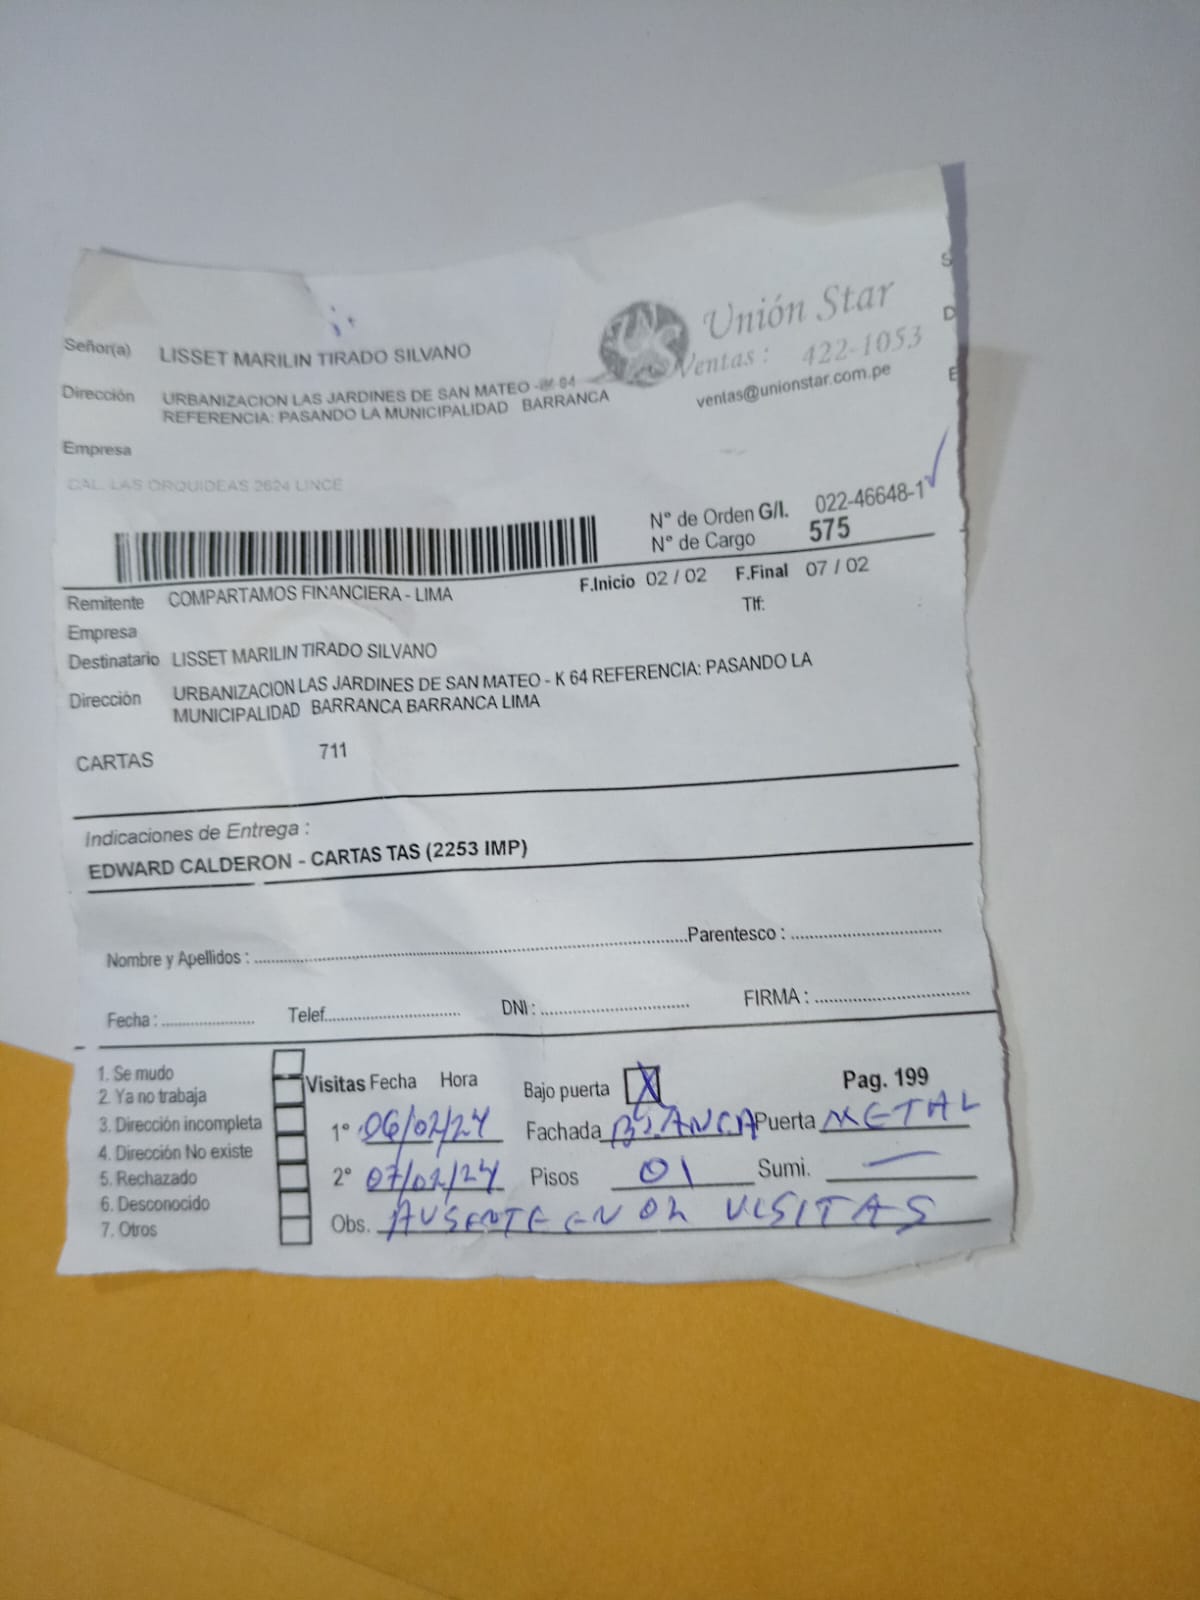 Señor(a) LISSET MARILIN TIRADO SILVANO
Unión Star
Ventas : 422-1053
ventas@unionstar.com.pe
Dirección URBANIZACION LAS JARDINES DE SAN MATEO - 64
REFERENCIA: PASANDO LA MUNICIPALIDAD BARRANCA
Empresa
CAL. LAS ORQUIDEAS 2624 LINCE
S
D
E
N° de Orden G/I. 022-46648-1
N° de Cargo 575
Remitente COMPARTAMOS FINANCIERA - LIMA F.Inicio 02 / 02 F.Final 07 / 02
Empresa Tlf:
Destinatario LISSET MARILIN TIRADO SILVANO
Dirección URBANIZACION LAS JARDINES DE SAN MATEO - K 64 REFERENCIA: PASANDO LA
MUNICIPALIDAD BARRANCA BARRANCA LIMA
CARTAS 711
Indicaciones de Entrega :
EDWARD CALDERON - CARTAS TAS (2253 IMP)
Nombre y Apellidos : Parentesco :
Fecha : Telef. DNI : FIRMA :
1. Se mudo
2. Ya no trabaja
3. Dirección incompleta
4. Dirección No existe
5. Rechazado
6. Desconocido
7. Otros
Visitas Fecha Hora Bajo puerta X Pag. 199
1° 06/02/24 Fachada BLANCA Puerta METAL
2° 07/02/24 Pisos 01 Sumi. —
Obs. AUSENTE EN 02 VISITAS